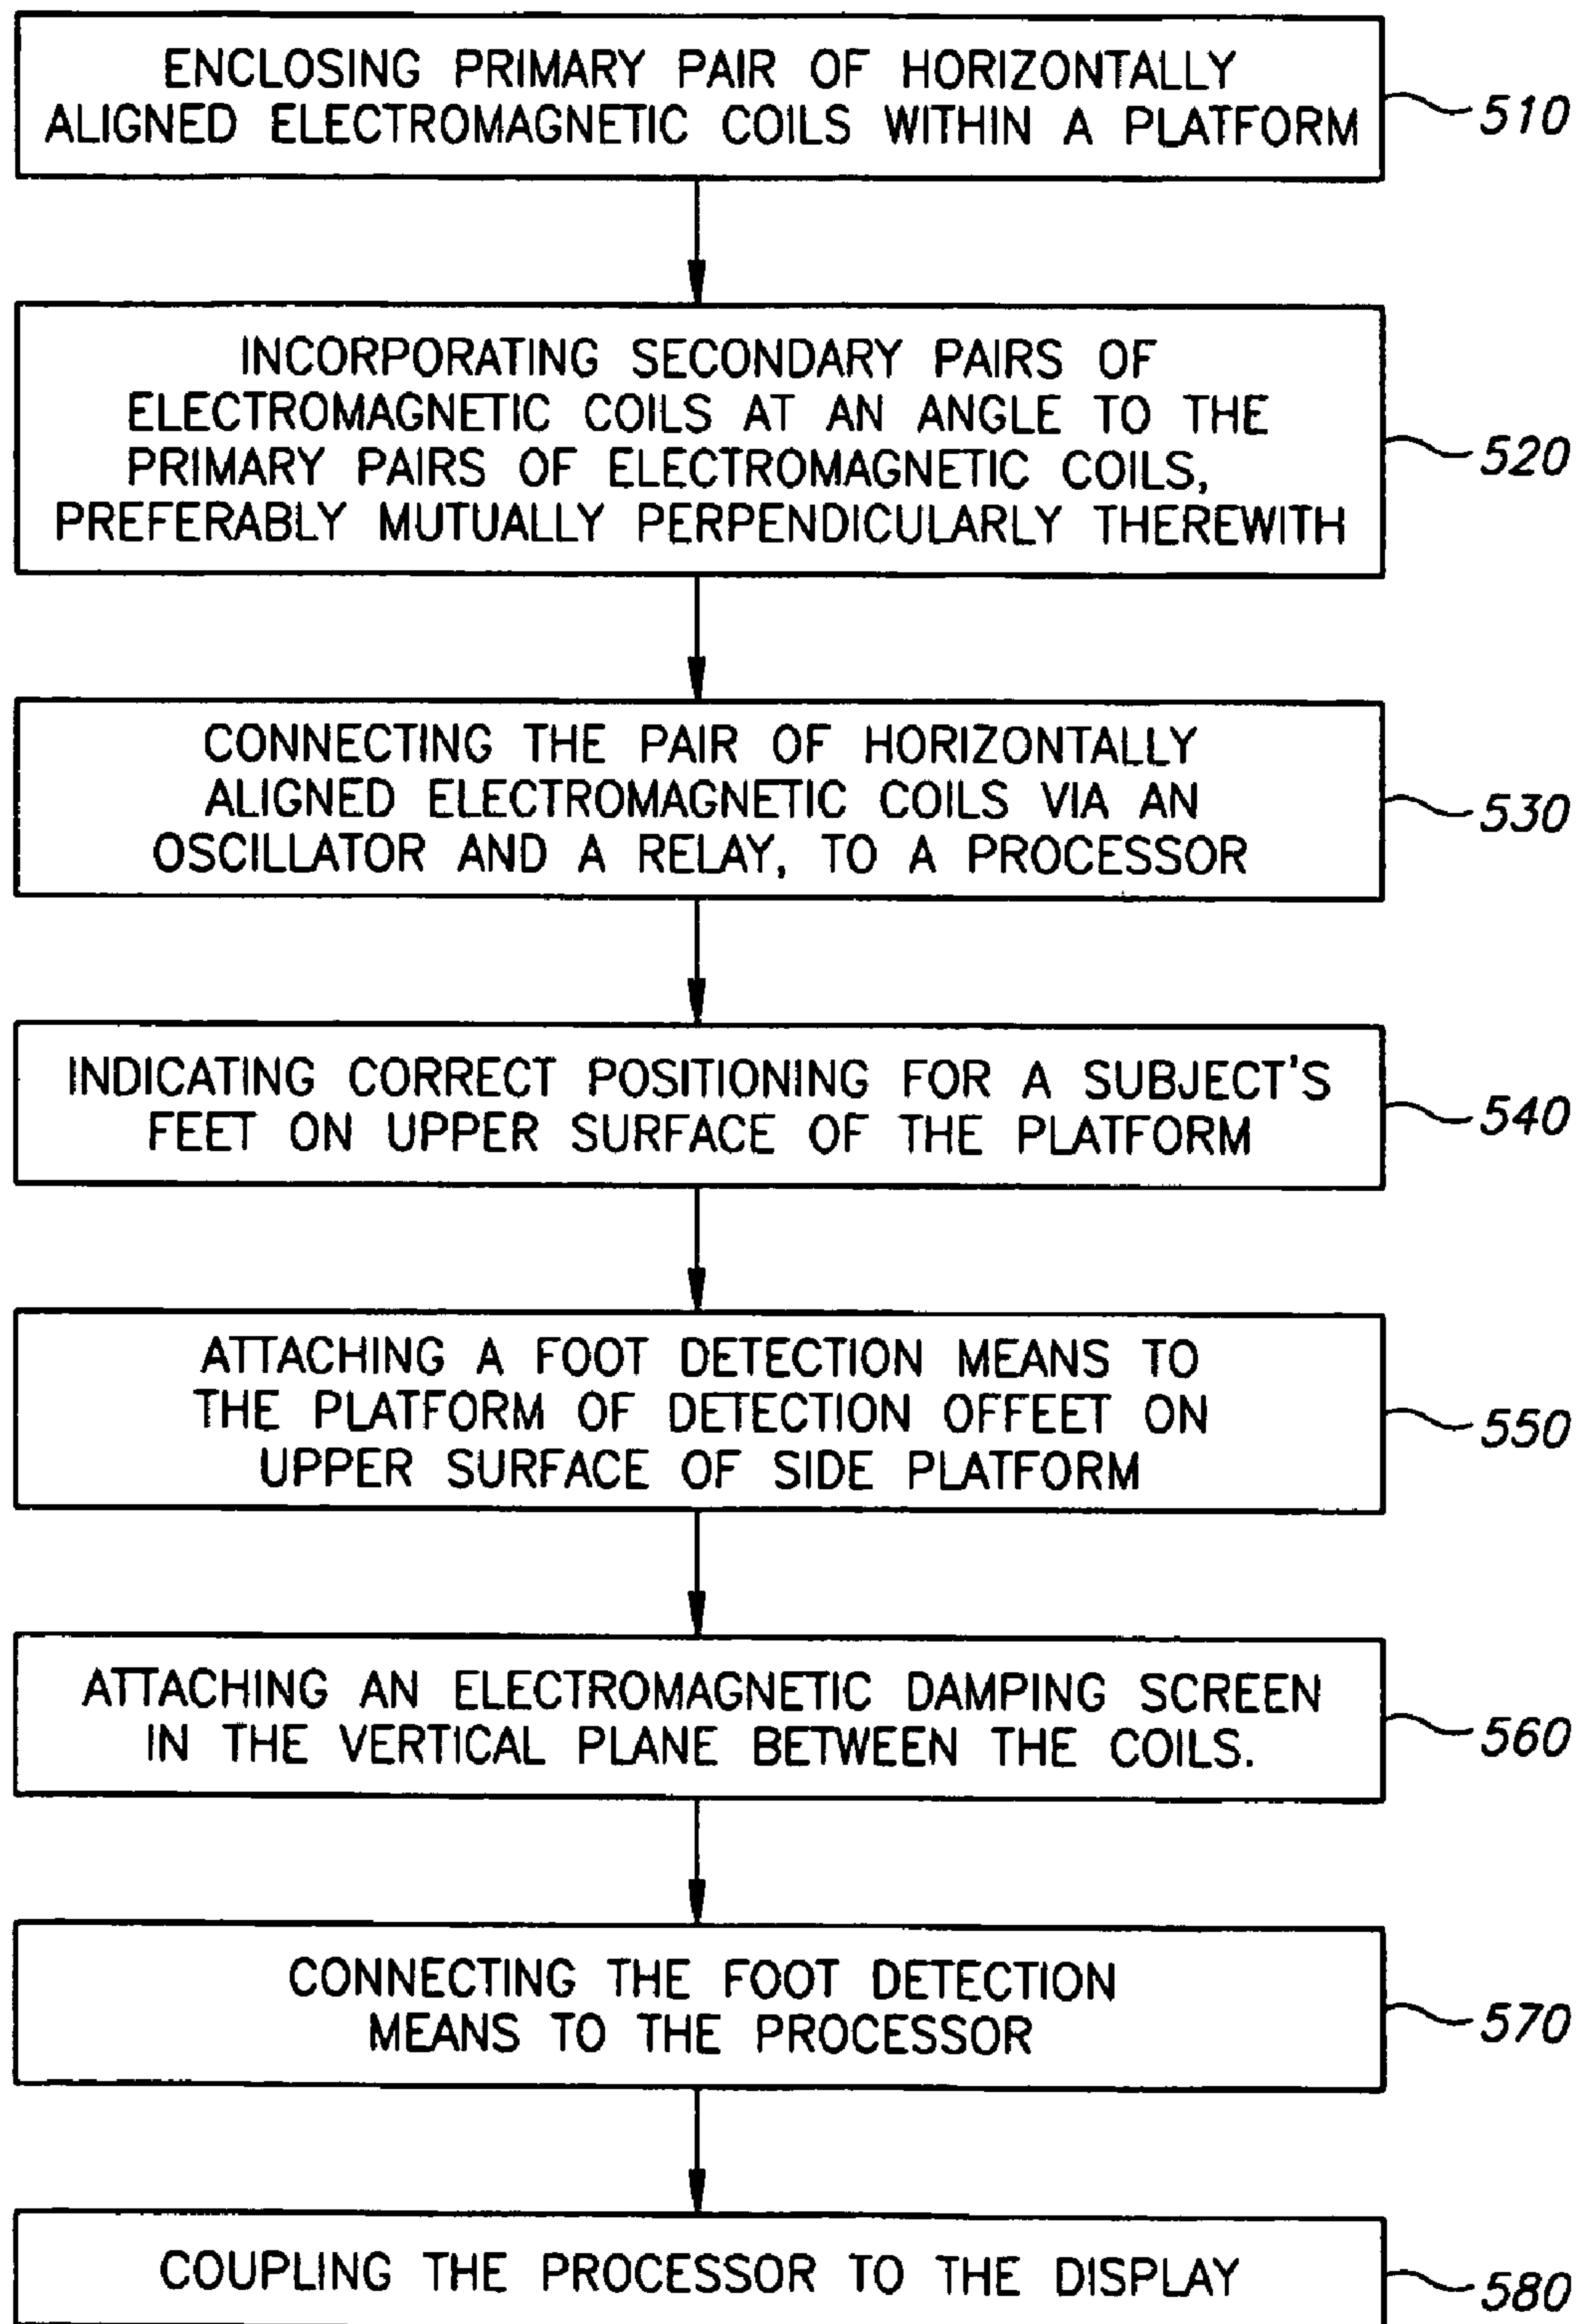 ENCLOSING PRIMARY PAIR OF HORIZONTALLY
ALIGNED ELECTROMAGNETIC COILS WITHIN A PLATFORM
510
INCORPORATING SECONDARY PAIRS OF
ELECTROMAGNETIC COILS AT AN ANGLE TO THE
PRIMARY PAIRS OF ELECTROMAGNETIC COILS,
PREFERABLY MUTUALLY PERPENDICULARLY THEREWITH
520
CONNECTING THE PAIR OF HORIZONTALLY
ALIGNED ELECTROMAGNETIC COILS VIA AN
OSCILLATOR AND A RELAY, TO A PROCESSOR
530
INDICATING CORRECT POSITIONING FOR A SUBJECT'S
FEET ON UPPER SURFACE OF THE PLATFORM
540
ATTACHING A FOOT DETECTION MEANS TO
THE PLATFORM OF DETECTION OFFEET ON
UPPER SURFACE OF SIDE PLATFORM
550
ATTACHING AN ELECTROMAGNETIC DAMPING SCREEN
IN THE VERTICAL PLANE BETWEEN THE COILS.
560
CONNECTING THE FOOT DETECTION
MEANS TO THE PROCESSOR
570
COUPLING THE PROCESSOR TO THE DISPLAY
580